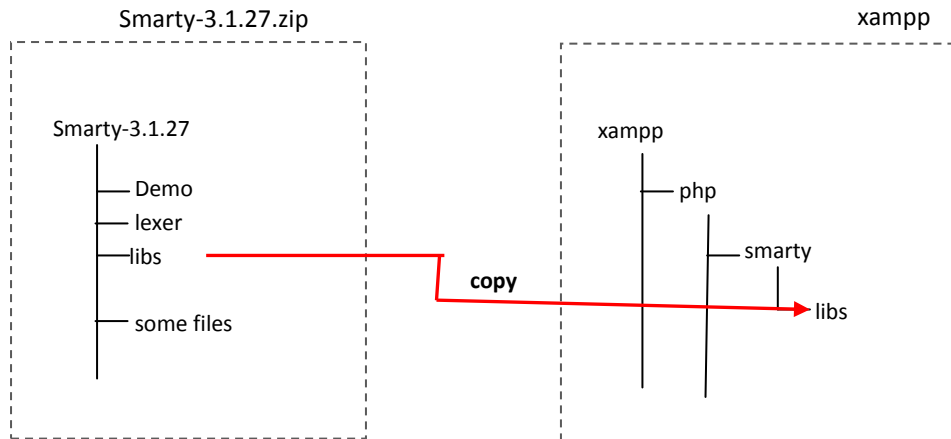 Smarty-3.1.27.zip
xampp
Smarty-3.1.27
Demo
lexer
libs
some files
copy
xampp
php
smarty
libs